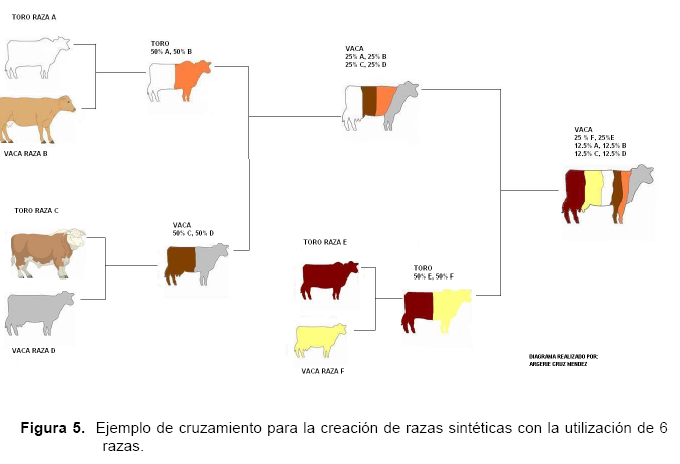 TORO RAZA A
VACA RAZA B
TORO
50% A, 50% B
TORO RAZA C
VACA RAZA D
VACA
50% C, 50% D
VACA
25% A, 25% B
25% C, 25% D
TORO RAZA E
VACA RAZA F
TORO
50% E, 50% F
VACA
25 % F, 25%E
12.5% A, 12.5% B
12.5% C, 12.5% D
DIAGRAMA REALIZADO POR:
ARGERIE CRUZ MENDEZ
Figura 5. Ejemplo de cruzamiento para la creación de razas sintéticas con la utilización de 6
razas.